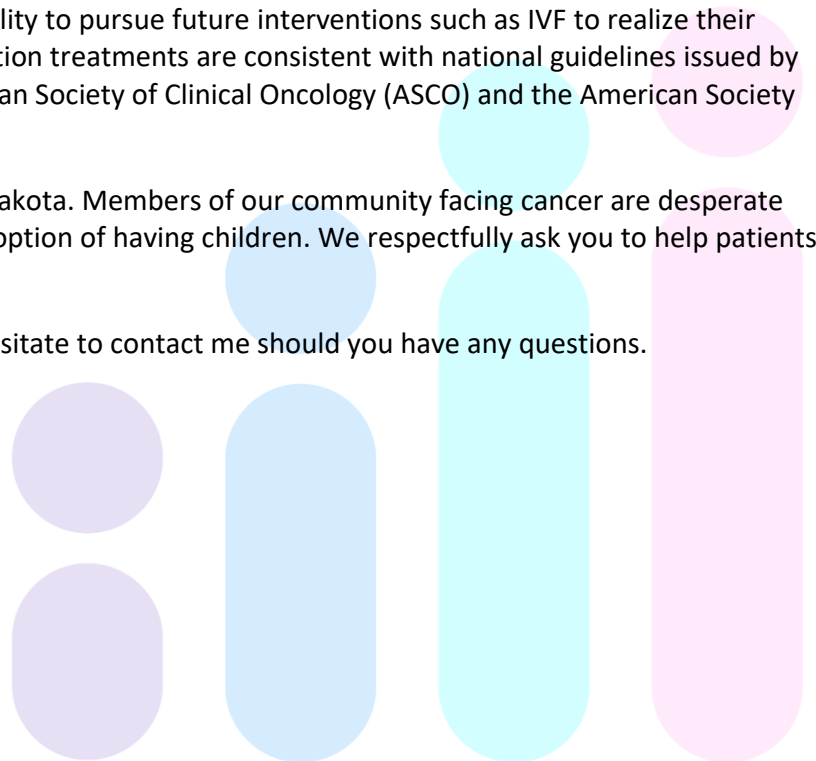 lity to pursue future interventions such as IVF to realize their
tion treatments are consistent with national guidelines issued by
an Society of Clinical Oncology (ASCO) and the American Society
akota. Members of our community facing cancer are desperate
option of having children. We respectfully ask you to help patients
sitate to contact me should you have any questions.